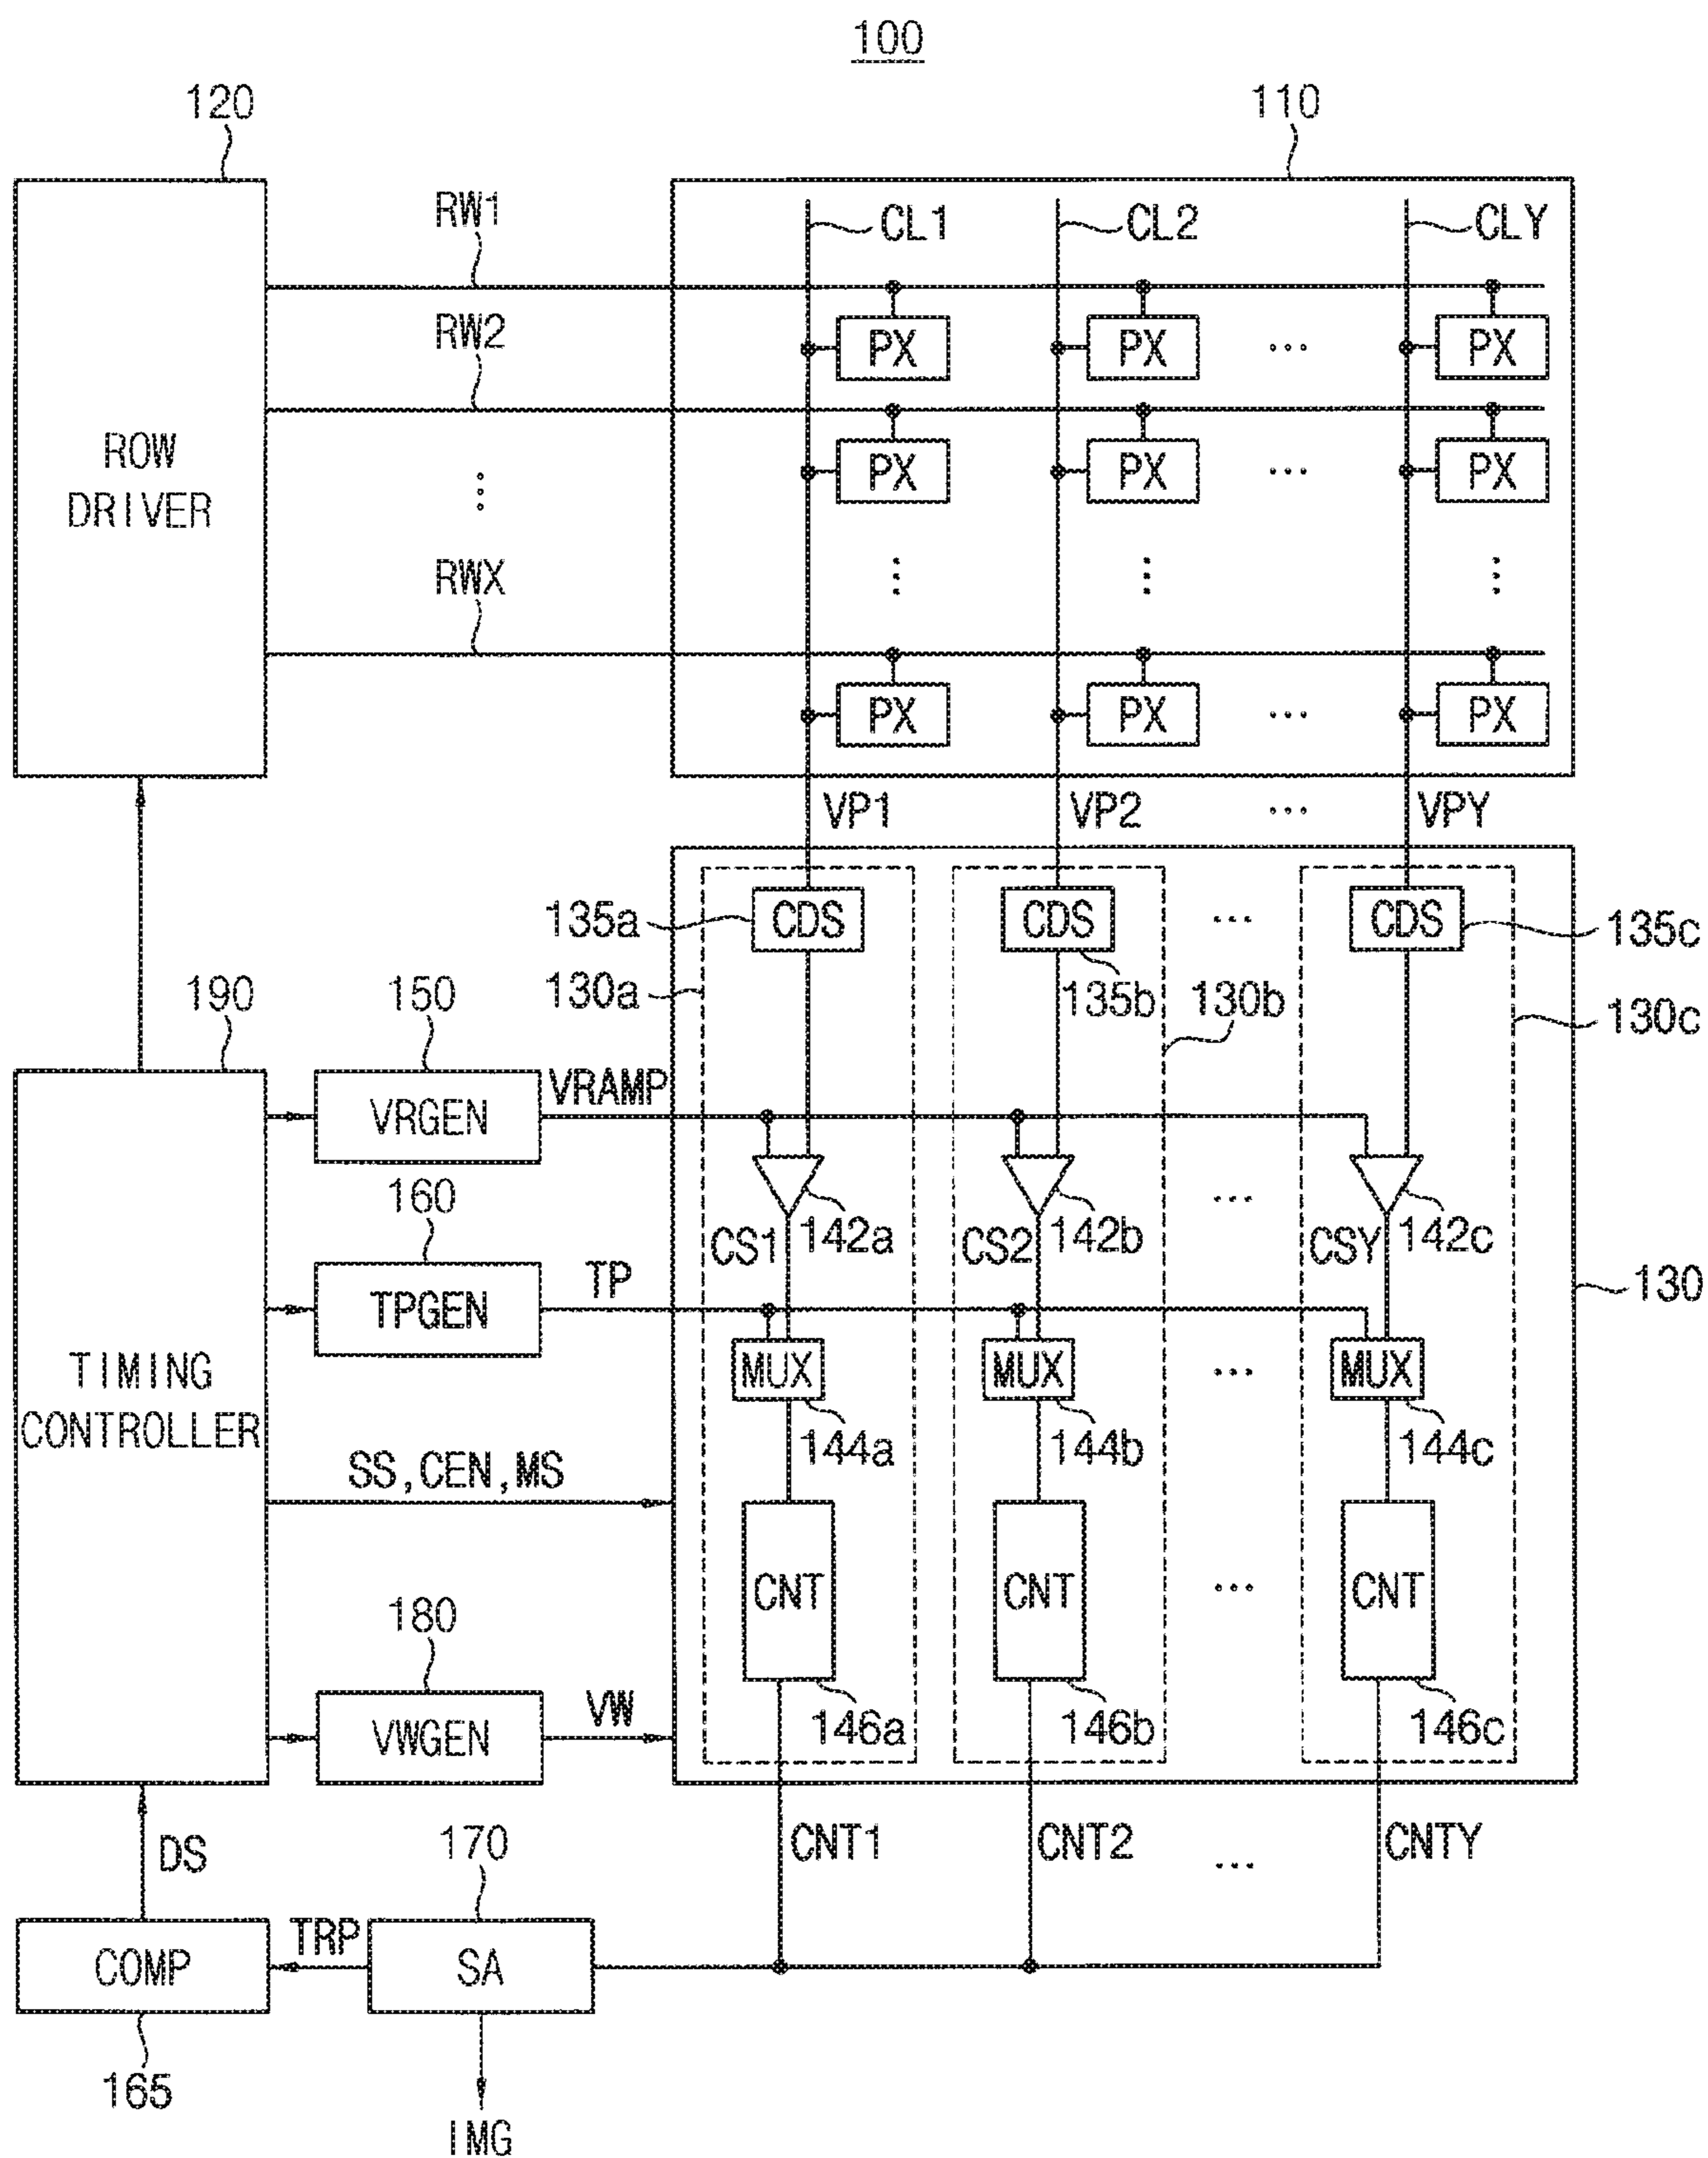 100
120
110
RW1
CL1
CL2
CLY
RW2
PX
PX
...
PX
ROW
DRIVER
PX
PX
...
PX
RWX
PX
PX
...
PX
VP1
VP2
...
VPY
135a
CDS
CDS
...
CDS
135c
130a
135b
130b
130c
190
150
VRGEN
VRAMP
160
CS1
142a
CS2
142b
...
CSY
142c
TPGEN
TP
130
TIMING
CONTROLLER
MUX
MUX
...
MUX
144a
144b
144c
SS,CEN,MS
CNT
CNT
...
CNT
180
VWGEN
VW
146a
146b
146c
DS
170
CNT1
CNT2
...
CNTY
COMP
TRP
SA
165
IMG